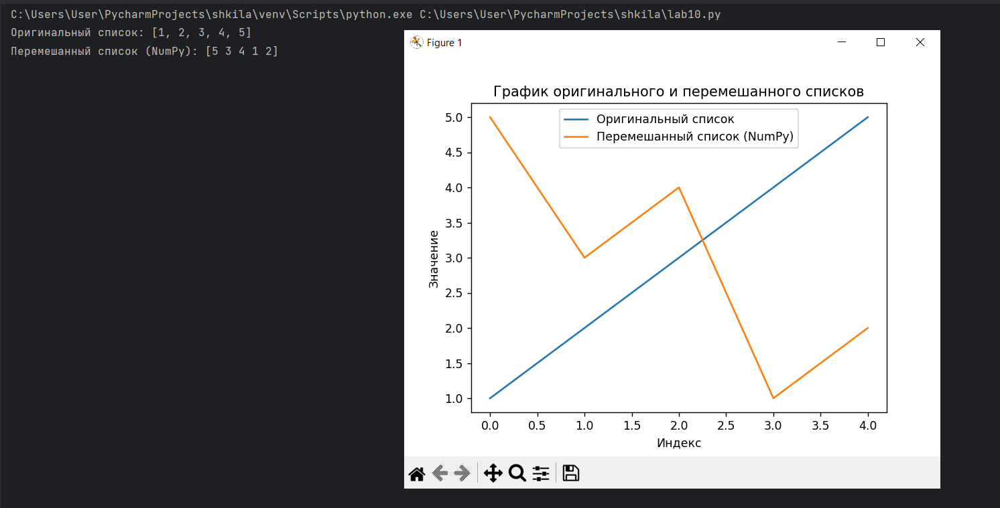 C:\Users\User\PycharmProjects\shkila\venv\Scripts\python.exe C:\Users\User\PycharmProjects\shkila\lab10.py
Оригинальный список: [1, 2, 3, 4, 5]
Перемешанный список (NumPy): [5 3 4 1 2]
Figure 1
График оригинального и перемешанного списков
Оригинальный список
Перемешанный список (NumPy)
5.0
4.5
4.0
3.5
3.0
2.5
2.0
1.5
1.0
Значение
0.0 0.5 1.0 1.5 2.0 2.5 3.0 3.5 4.0
Индекс